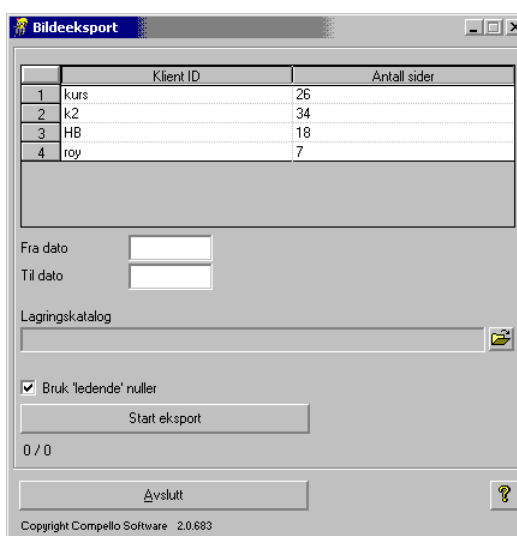 Bildeeksport
Klient ID Antall sider
1 kurs 26
2 k2 34
3 HB 18
4 roy 7
Fra dato
Til dato
Lagringskatalog
Bruk 'ledende' nuller
Start eksport
0 / 0
Avslutt
Copyright Compello Software 2.0.683